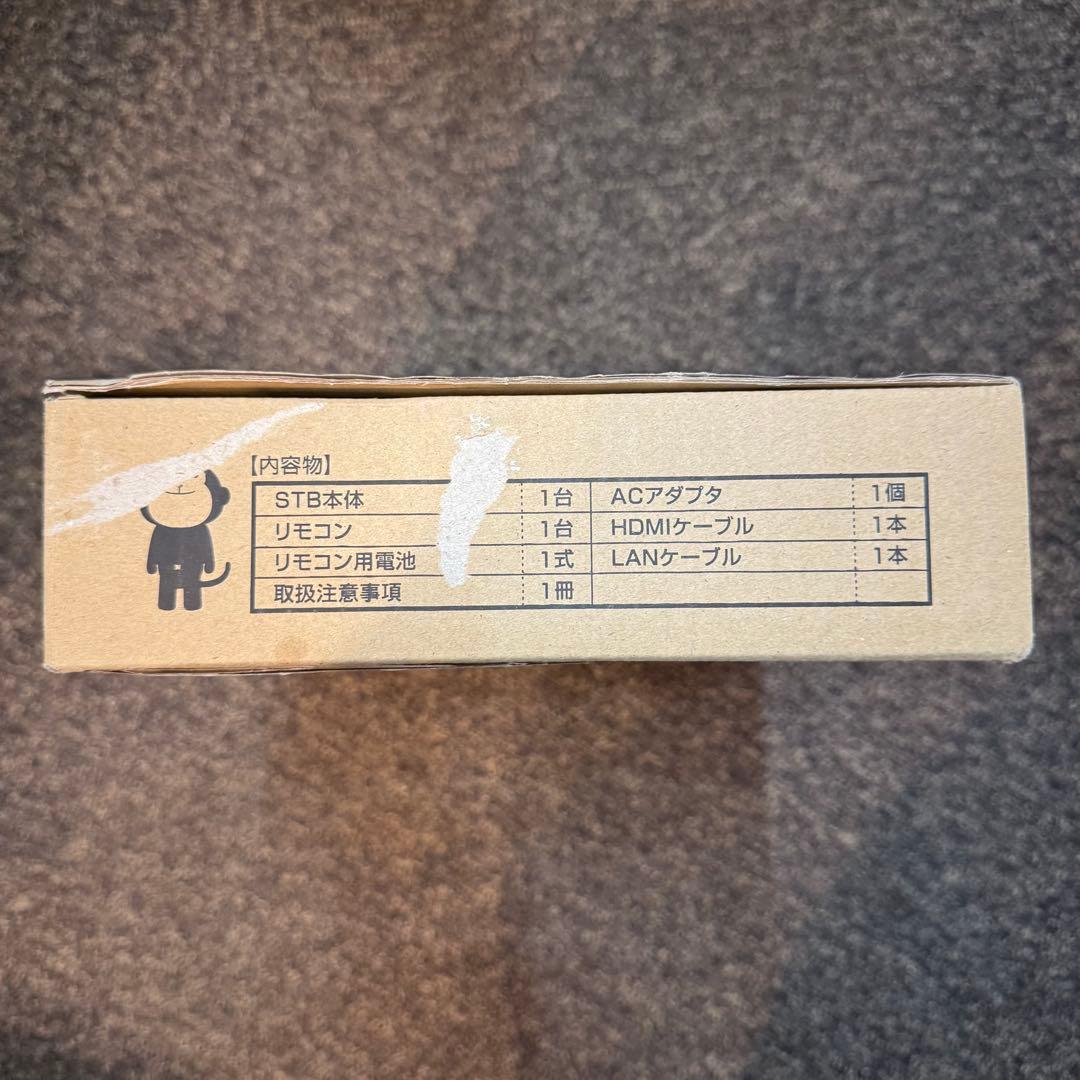 【内容物】
STB本体 1台 ACアダプタ 1個
リモコン 1台 HDMIケーブル 1本
リモコン用電池 1式 LANケーブル 1本
取扱注意事項 1冊